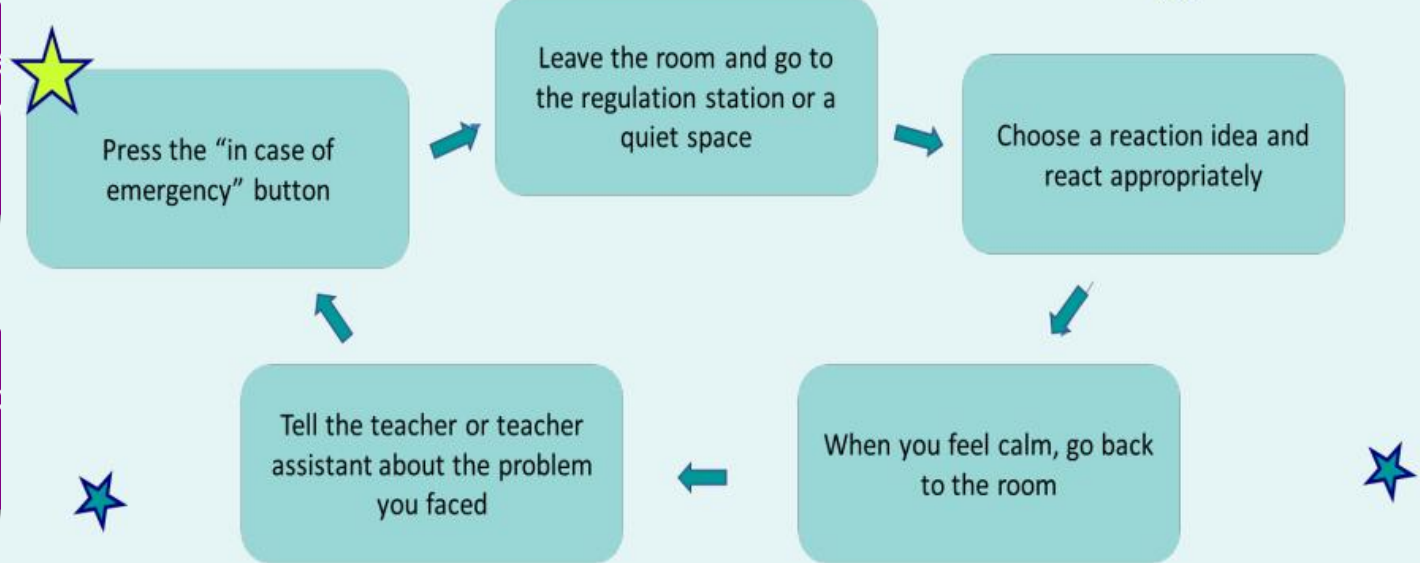 Press the “in case of
emergency” button
Leave the room and go to
the regulation station or a
quiet space
Choose a reaction idea and
react appropriately
When you feel calm, go back
to the room
Tell the teacher or teacher
assistant about the problem
you faced